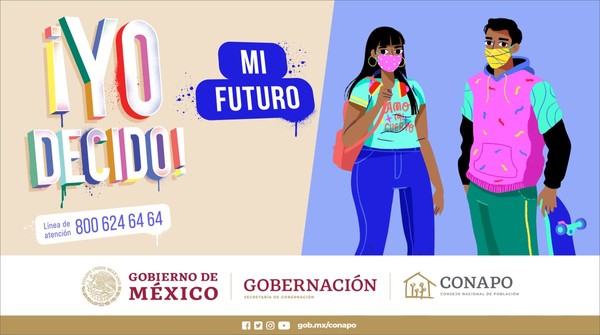 ¡YO
DECIDO!
MI
FUTURO
Línea de
atención
800 624 64 64
GOBIERNO DE
MÉXICO
GOBERNACIÓN
SECRETARÍA DE GOBERNACIÓN
CONAPO
CONSEJO NACIONAL DE POBLACIÓN
gob.mx/conapo